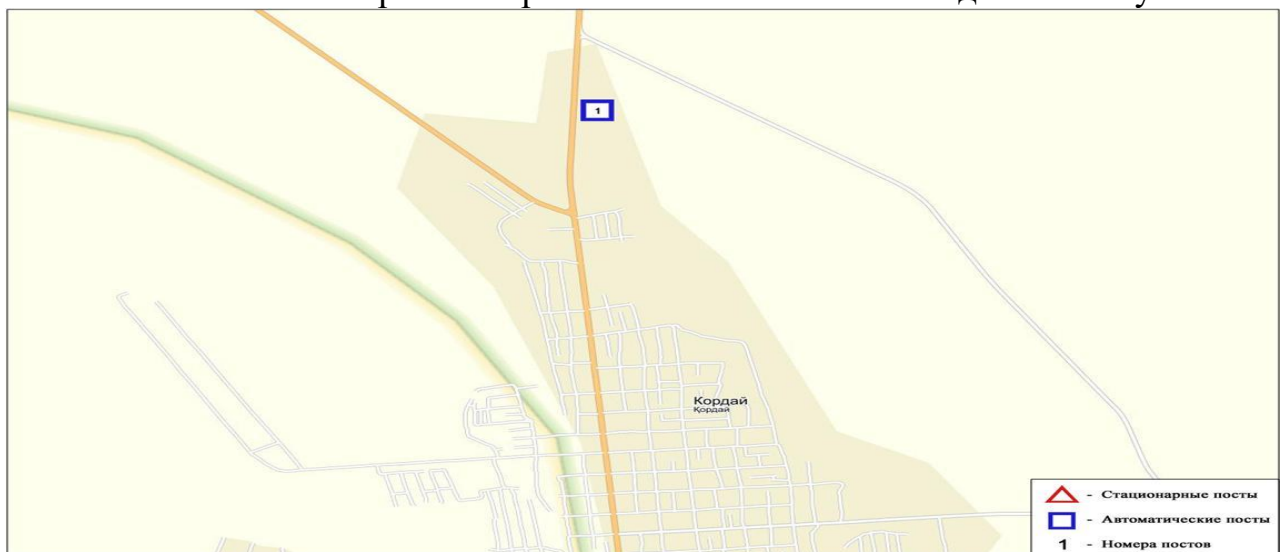 1
Кордай
Қордай
- Стационарные посты
- Автоматические посты
1 - Номера постов